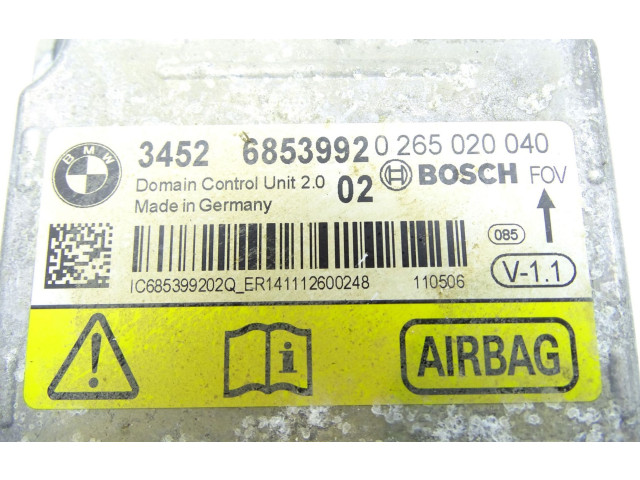 BMW
3452 6853992 0 265 020 040
Domain Control Unit 2.0 02 BOSCH FOV
Made in Germany
085
IC685399202Q_ER141112600248 110506
V-1.1
AIRBAG